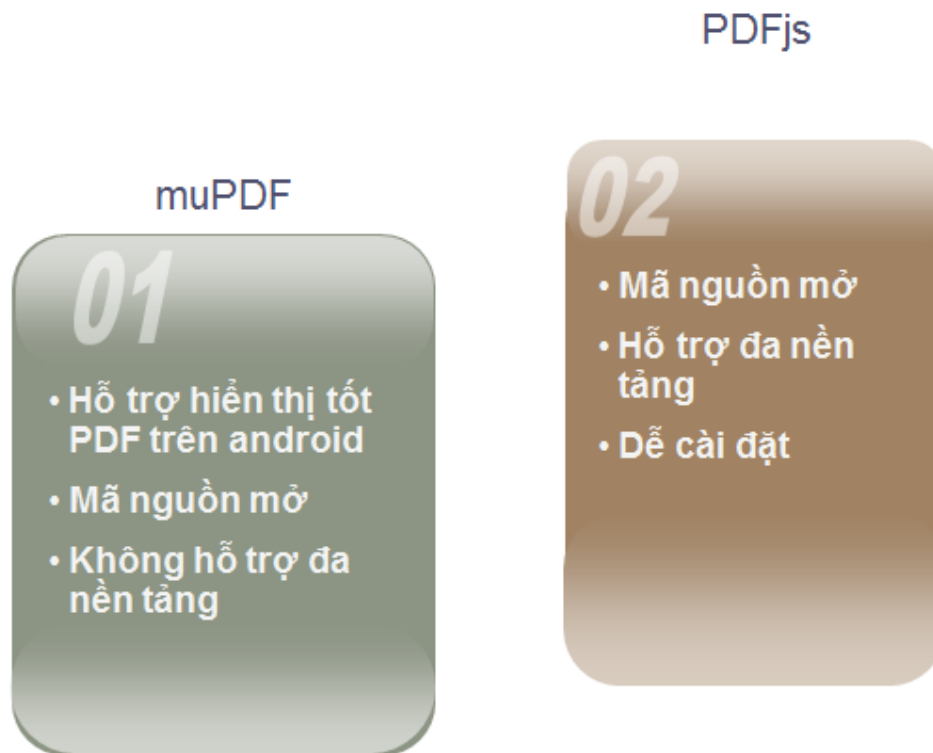 muPDF
01
• Hỗ trợ hiển thị tốt
PDF trên android
• Mã nguồn mở
• Không hỗ trợ đa
nền tảng
PDFjs
02
• Mã nguồn mở
• Hỗ trợ đa nền
tảng
• Dễ cài đặt